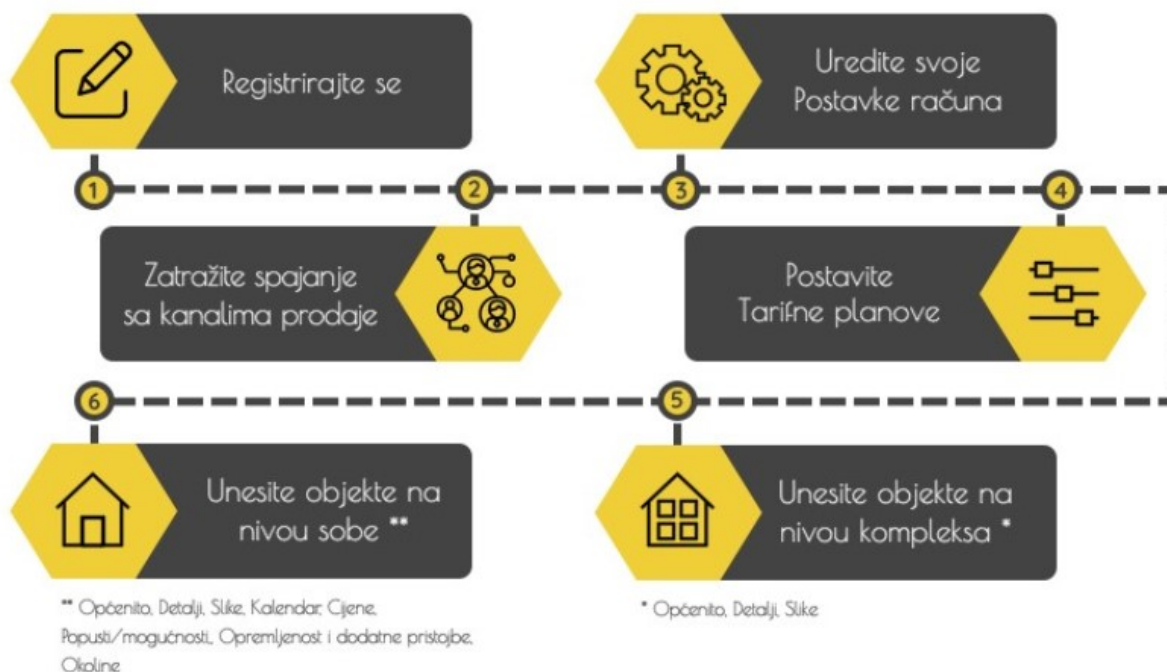 Registrirajte se
1
Zatražite spajanje
sa kanalima prodaje
2
Uredite svoje
Postavke računa
3
Postavite
Tarifne planove
4
5
Unesite objekte na
nivou kompleksa *
* Općenito, Detalji, Slike
6
Unesite objekte na
nivou sobe **
** Općenito, Detalji, Slike, Kalendar, Cijene,
Popusti/mogućnosti, Opremljenost i dodatne pristojbe,
Okoline